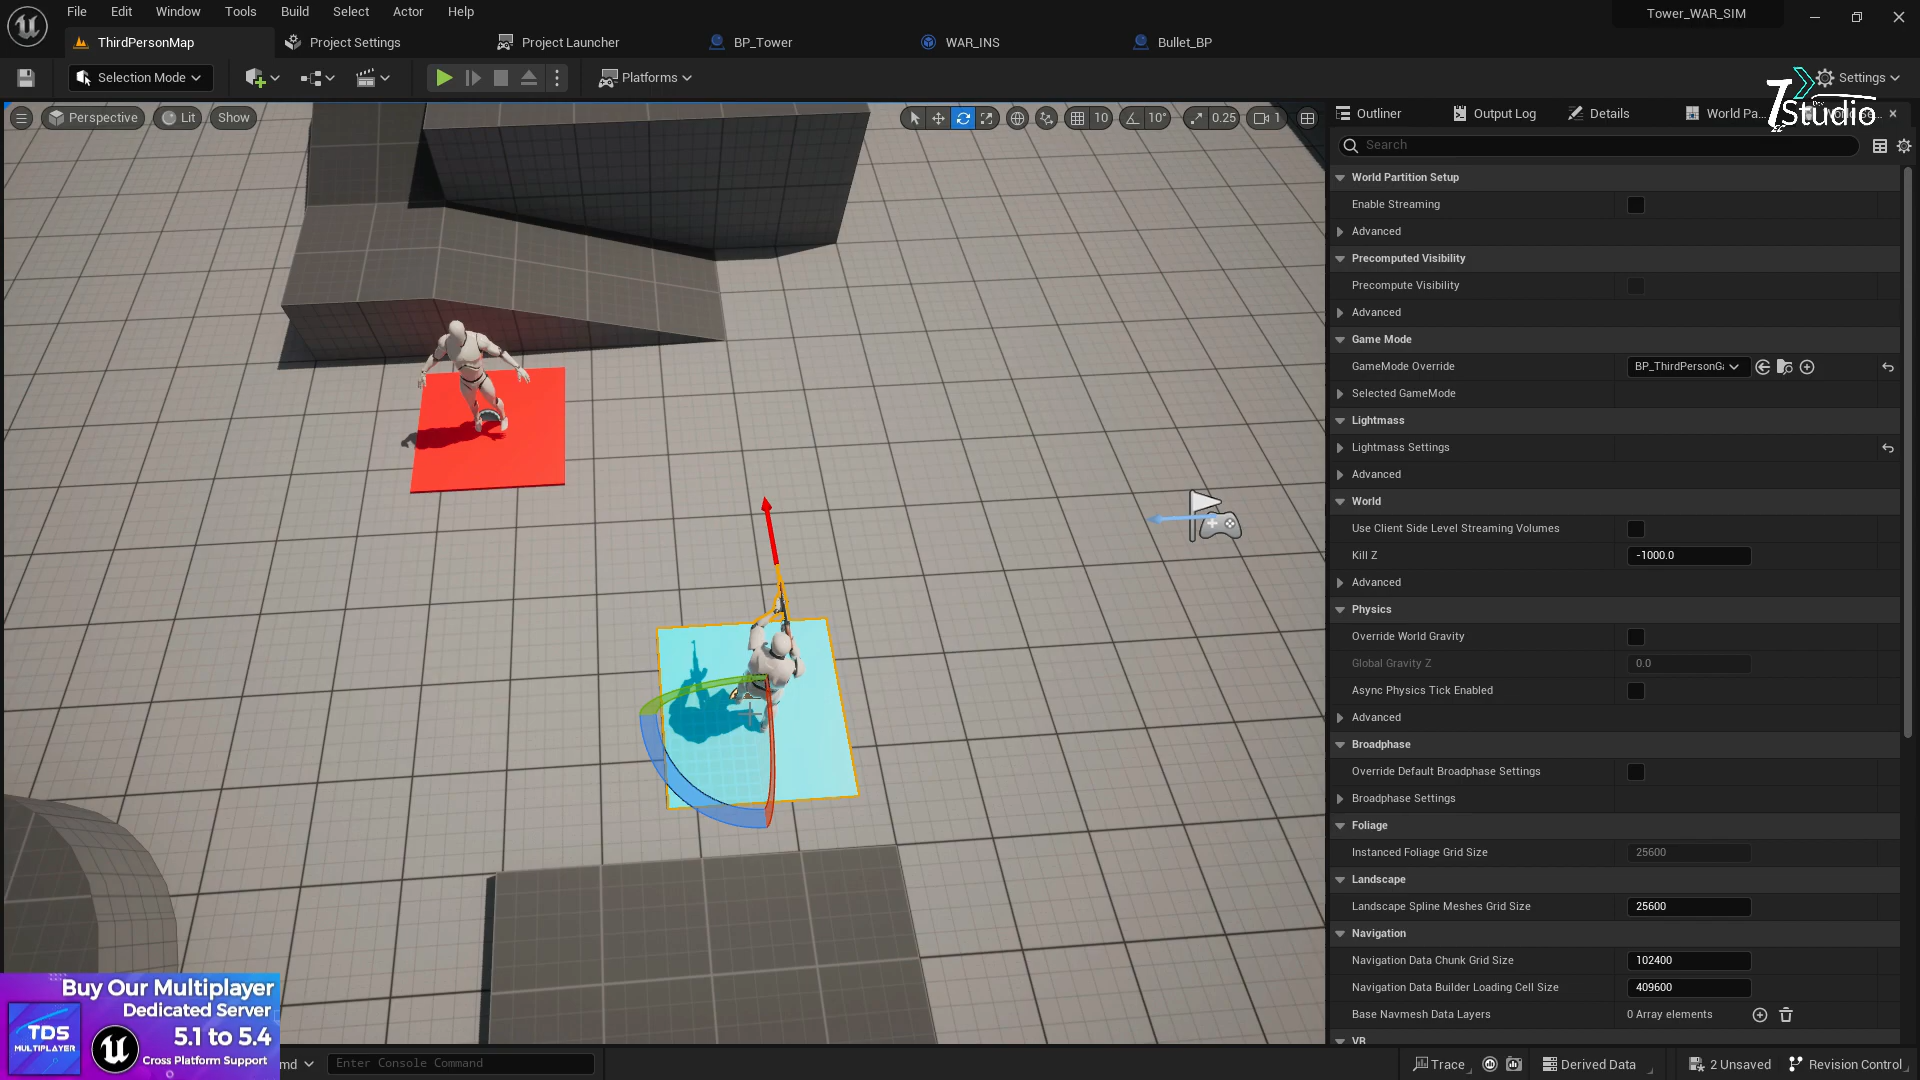 File Edit Window Tools Build Select Actor Help
Tower_WAR_SIM
ThirdPersonMap
Project Settings
Project Launcher
BP_Tower
WAR_INS
Bullet_BP
Selection Mode
Platforms
Settings
7 Dev
Studio
Perspective
Lit
Show
10
10°
0.25
1
Outliner
Output Log
Details
World Pa...
Search
World Partition Setup
Enable Streaming
Advanced
Precomputed Visibility
Precompute Visibility
Advanced
Game Mode
GameMode Override
BP_ThirdPersonGa
Selected GameMode
Lightmass
Lightmass Settings
Advanced
World
Use Client Side Level Streaming Volumes
Kill Z
-1000.0
Advanced
Physics
Override World Gravity
Global Gravity Z
0.0
Async Physics Tick Enabled
Advanced
Broadphase
Override Default Broadphase Settings
Broadphase Settings
Foliage
Instanced Foliage Grid Size
25600
Landscape
Landscape Spline Meshes Grid Size
25600
Navigation
Navigation Data Chunk Grid Size
102400
Navigation Data Builder Loading Cell Size
409600
Base Navmesh Data Layers
0 Array elements
VR
Buy Our Multiplayer
Dedicated Server
5.1 to 5.4
Cross Platform Support
TDS
MULTIPLAYER
md
Enter Console Command
Trace
Derived Data
2 Unsaved
Revision Control